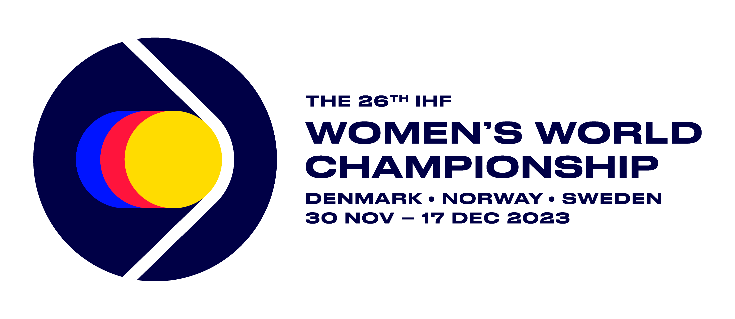 THE 26TH IHF
WOMEN'S WORLD
CHAMPIONSHIP
DENMARK • NORWAY • SWEDEN
30 NOV – 17 DEC 2023